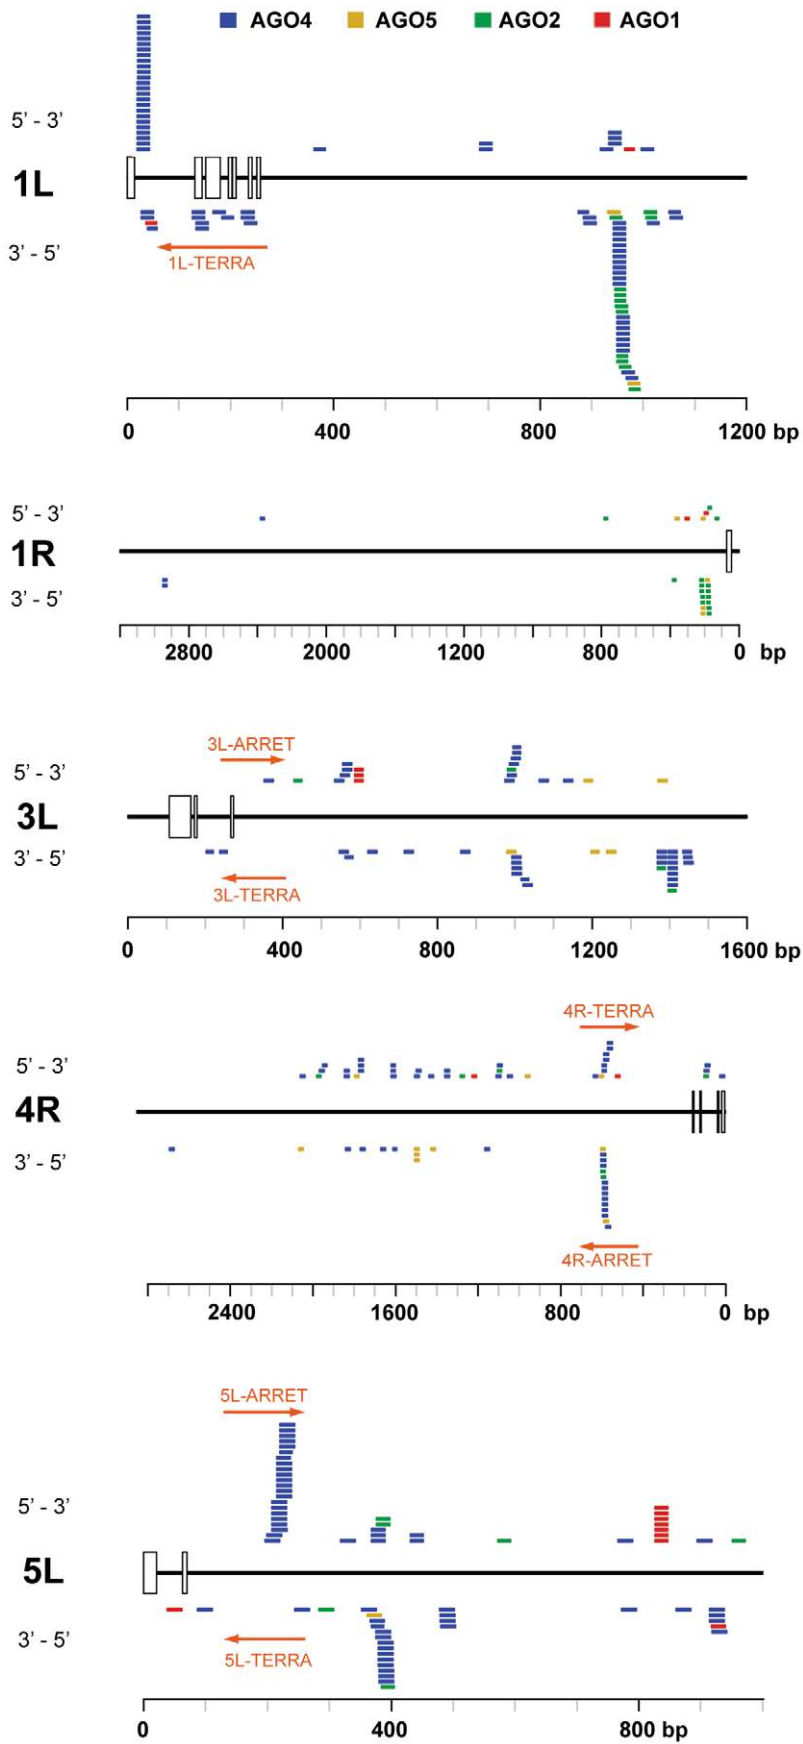 AGO4 AGO5 AGO2 AGO1
5’ - 3’
1L
3’ - 5’
1L-TERRA
0 400 800 1200 bp
5’ - 3’
1R
3’ - 5’
2800 2000 1200 800 0 bp
3L-ARRET
5’ - 3’
3L
3’ - 5’
3L-TERRA
0 400 800 1200 1600 bp
4R-TERRA
5’ - 3’
4R
3’ - 5’
4R-ARRET
2400 1600 800 0 bp
5L-ARRET
5’ - 3’
5L
3’ - 5’
5L-TERRA
0 400 800 bp